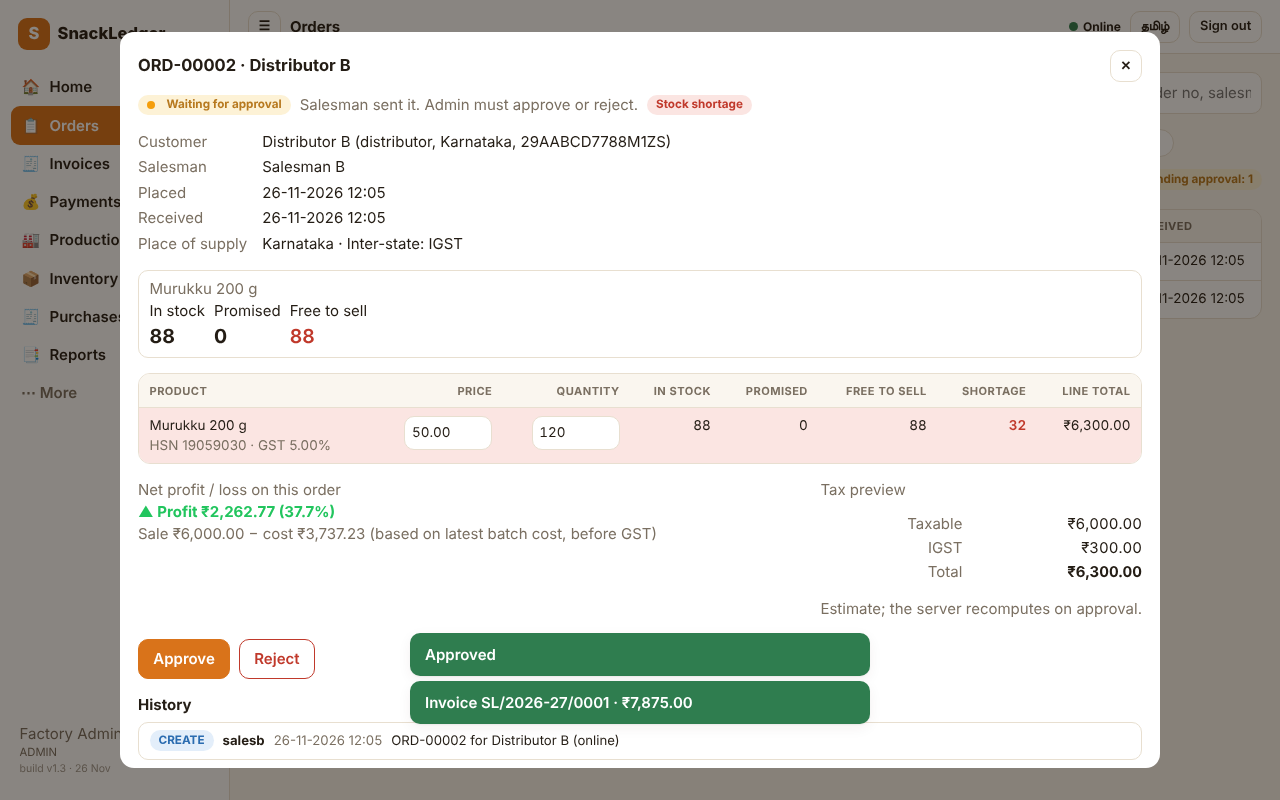 S SnackLedger
☰ Orders
Online
தமிழ்
Sign out
ORD-00002 · Distributor B
×
Waiting for approval Salesman sent it. Admin must approve or reject. Stock shortage
Customer Distributor B (distributor, Karnataka, 29AABCD7788M1ZS)
Salesman Salesman B
Placed 26-11-2026 12:05
Received 26-11-2026 12:05
Place of supply Karnataka · Inter-state: IGST
Murukku 200 g
In stock Promised Free to sell
88 0 88
PRODUCT PRICE QUANTITY IN STOCK PROMISED FREE TO SELL SHORTAGE LINE TOTAL
Murukku 200 g 50.00 120 88 0 88 32 ₹6,300.00
HSN 19059030 · GST 5.00%
Net profit / loss on this order
▲ Profit ₹2,262.77 (37.7%)
Sale ₹6,000.00 − cost ₹3,737.23 (based on latest batch cost, before GST)
Tax preview
Taxable ₹6,000.00
IGST ₹300.00
Total ₹6,300.00
Estimate; the server recomputes on approval.
Approve Reject
Approved
Invoice SL/2026-27/0001 · ₹7,875.00
History
CREATE salesb 26-11-2026 12:05 ORD-00002 for Distributor B (online)
Home
Orders
Invoices
Payments
Inventory
Reports
··· More
Factory Admin
ADMIN
build v1.3 · 26 Nov
order no, salesn
nding approval: 1
EIVED
11-2026 12:05
11-2026 12:05